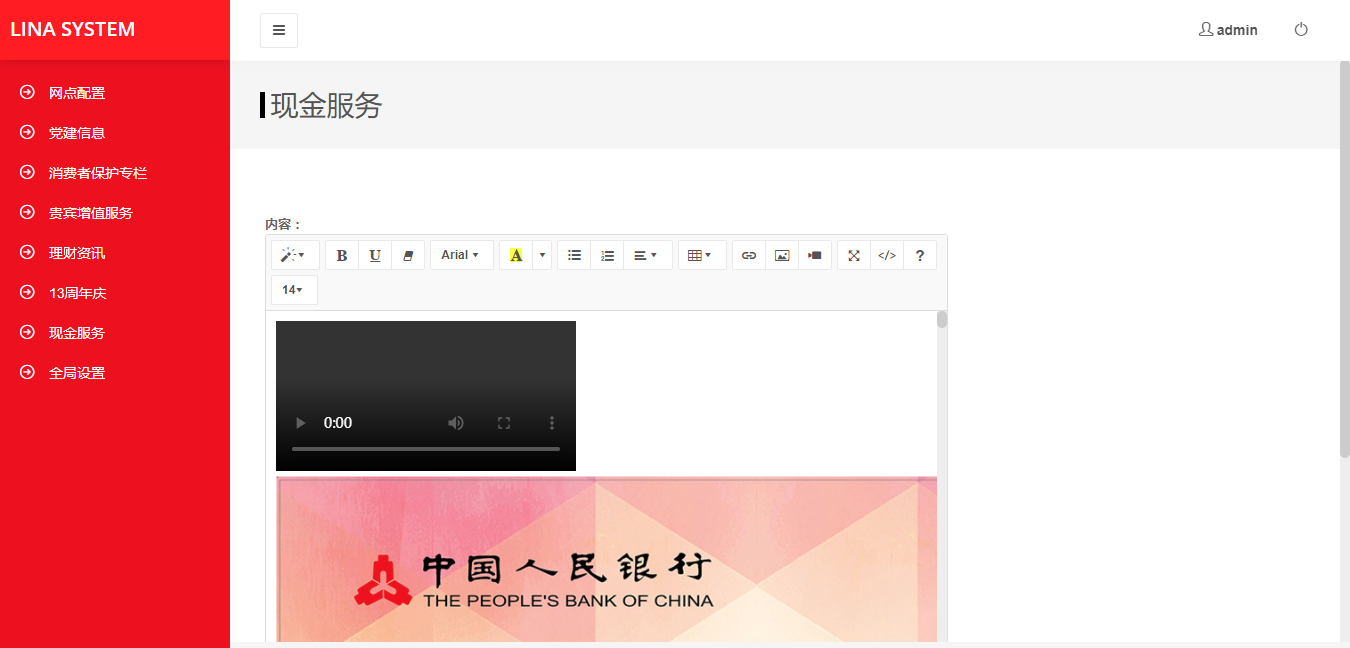 LINA SYSTEM
admin
网点配置
党建信息
消费者保护专栏
贵宾增值服务
理财资讯
13周年庆
现金服务
全局设置
现金服务
内容：
B U Arial A </> ?
14
0:00
中国人民银行
THE PEOPLE'S BANK OF CHINA